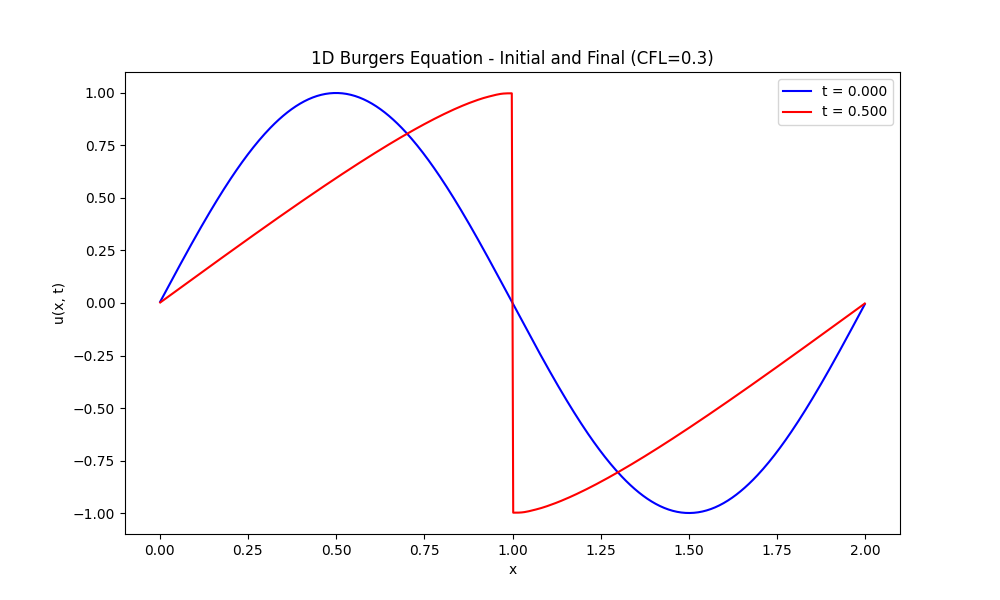 1D Burgers Equation - Initial and Final (CFL=0.3)
t = 0.000
t = 0.500
u(x, t)
1.00
0.75
0.50
0.25
0.00
−0.25
−0.50
−0.75
−1.00
0.00 0.25 0.50 0.75 1.00 1.25 1.50 1.75 2.00
x